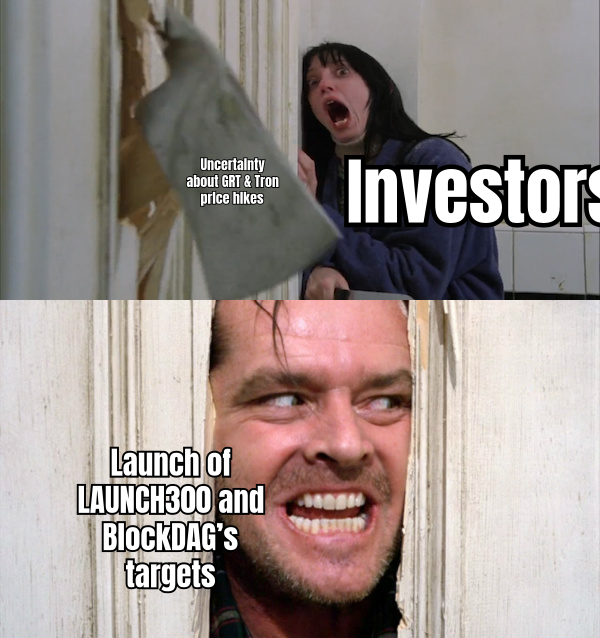 Uncertainty
about GRT & Tron
price hikes
Investors
Launch of
LAUNCH300 and
BlockDAG’s
targets